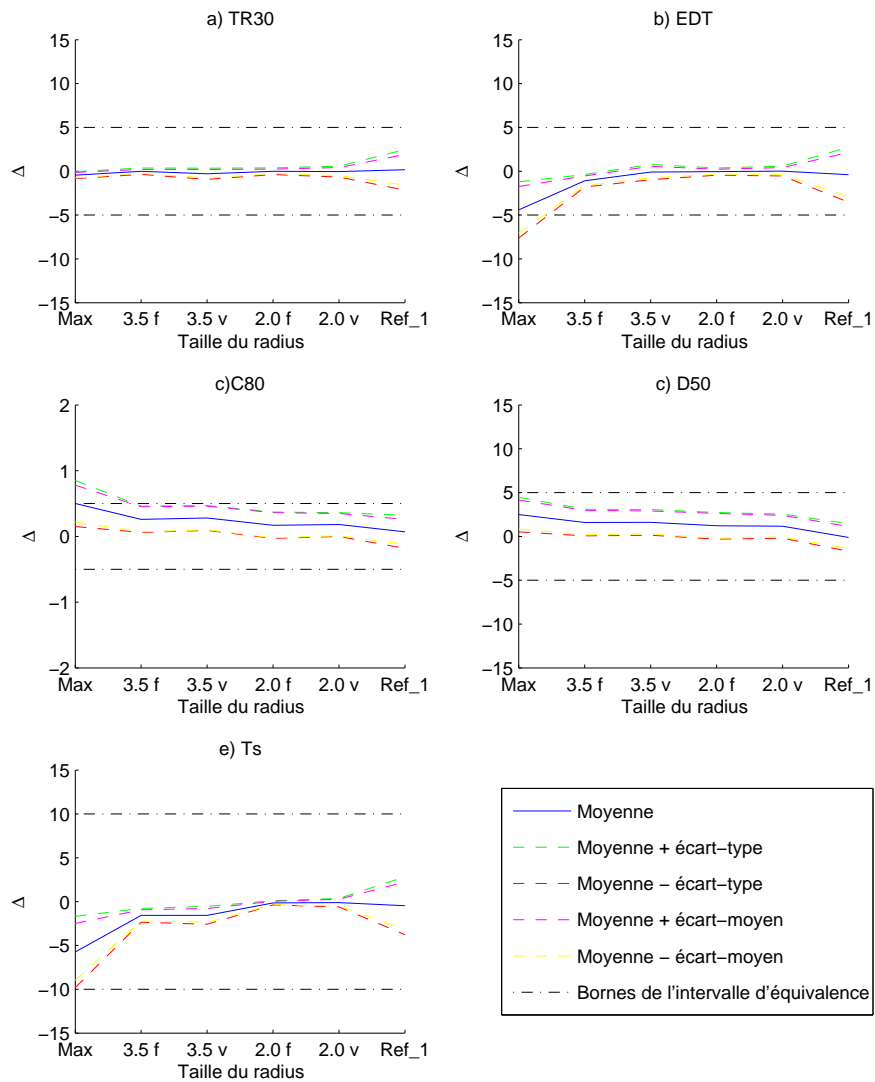 a) TR30
15
10
5
0
−5
−10
−15
Δ
Max 3.5 f 3.5 v 2.0 f 2.0 v Ref_1
Taille du radius
b) EDT
15
10
5
0
−5
−10
−15
Δ
Max 3.5 f 3.5 v 2.0 f 2.0 v Ref_1
Taille du radius
c)C80
2
1
0
−1
−2
Δ
Max 3.5 f 3.5 v 2.0 f 2.0 v Ref_1
Taille du radius
c) D50
15
10
5
0
−5
−10
−15
Δ
Max 3.5 f 3.5 v 2.0 f 2.0 v Ref_1
Taille du radius
e) Ts
15
10
5
0
−5
−10
−15
Δ
Max 3.5 f 3.5 v 2.0 f 2.0 v Ref_1
Taille du radius
Moyenne
Moyenne + écart−type
Moyenne − écart−type
Moyenne + écart−moyen
Moyenne − écart−moyen
Bornes de l'intervalle d'équivalence